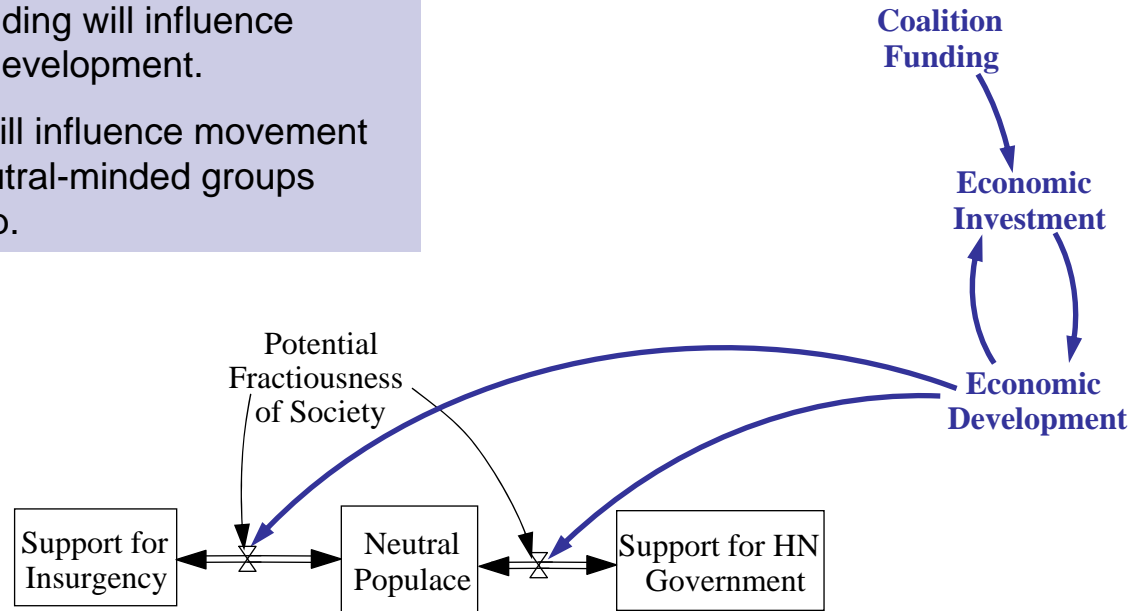 ding will influence
evelopment.
ill influence movement
utral-minded groups
o.
Coalition
Funding
Economic
Investment
Potential
Fractiousness
of Society
Economic
Development
Support for
Insurgency
Neutral
Populace
Support for HN
Government